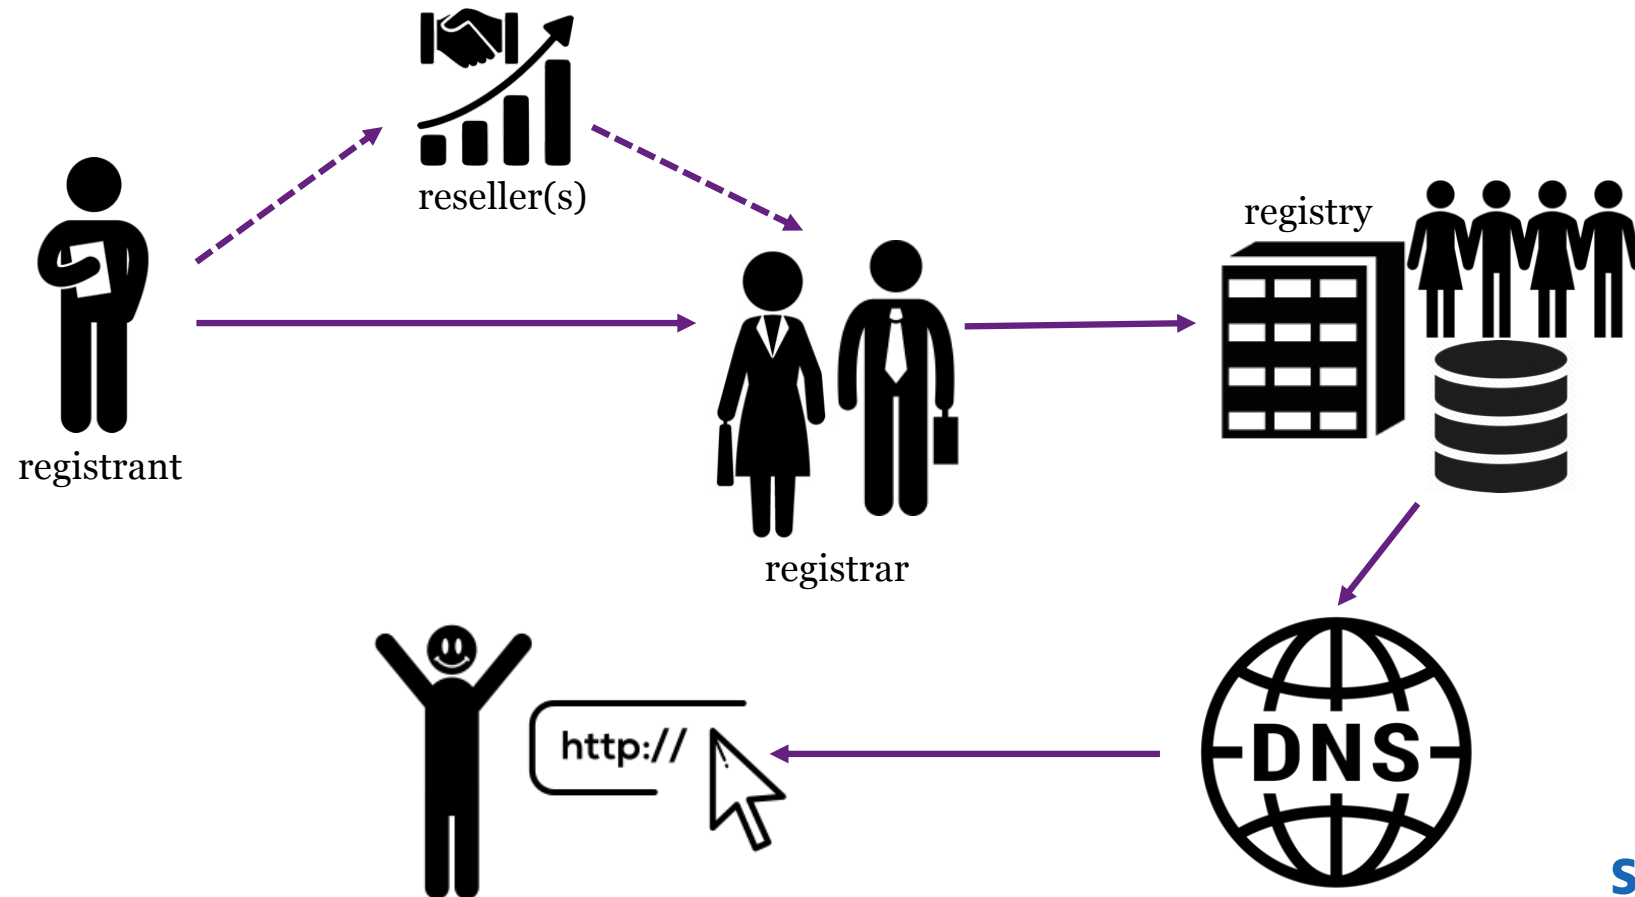 reseller(s)
registry
registrant
registrar
http://
DNS
S